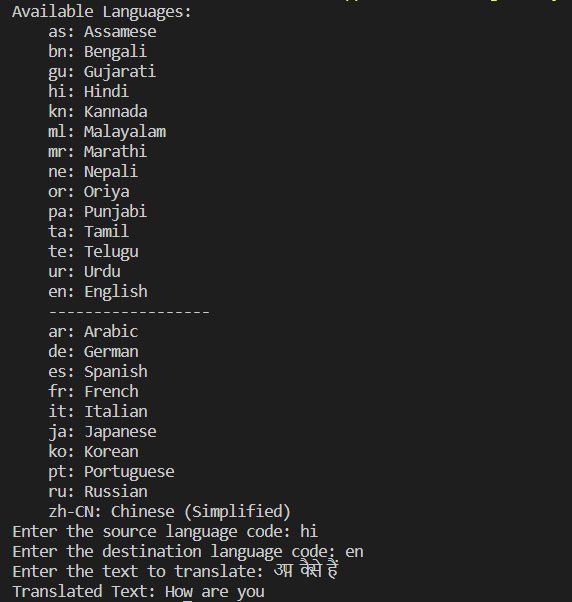 Available Languages:
as: Assamese
bn: Bengali
gu: Gujarati
hi: Hindi
kn: Kannada
ml: Malayalam
mr: Marathi
ne: Nepali
or: Oriya
pa: Punjabi
ta: Tamil
te: Telugu
ur: Urdu
en: English
------------------
ar: Arabic
de: German
es: Spanish
fr: French
it: Italian
ja: Japanese
ko: Korean
pt: Portuguese
ru: Russian
zh-CN: Chinese (Simplified)
Enter the source language code: hi
Enter the destination language code: en
Enter the text to translate: कैसे हैं
Translated Text: How are you